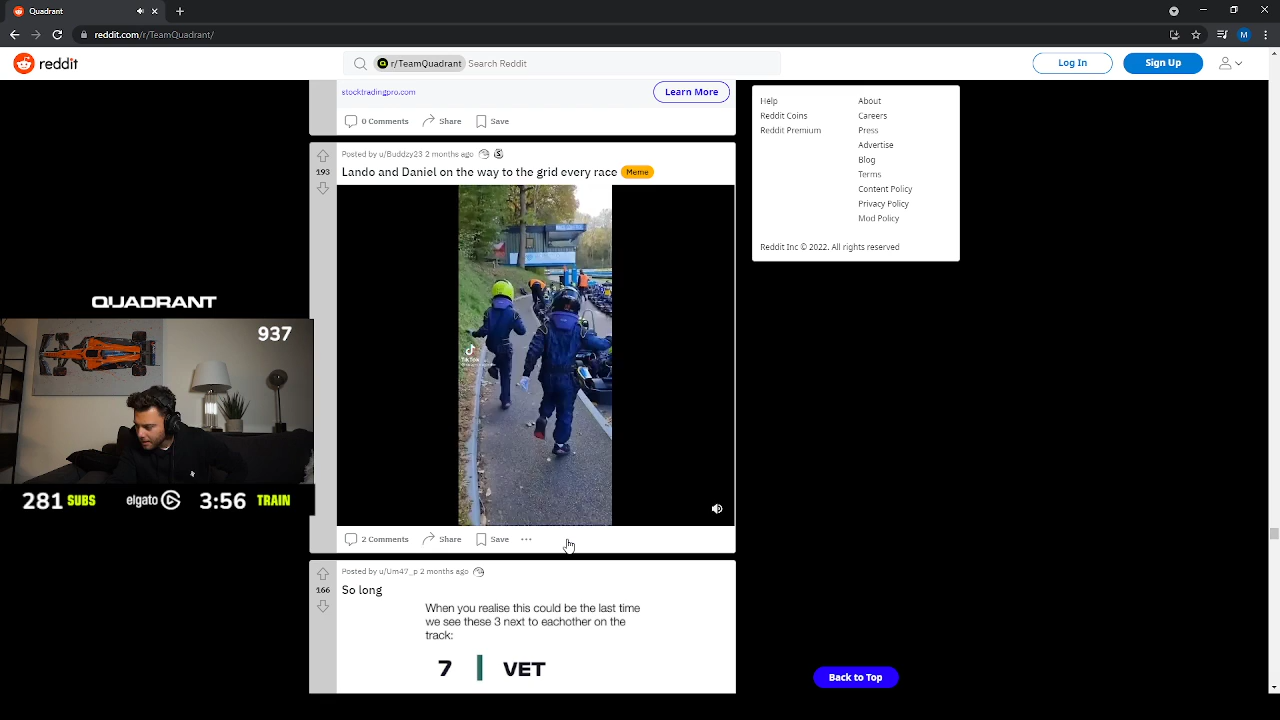 Quadrant
reddit.com/r/TeamQuadrant/
M
reddit
r/TeamQuadrant
Search Reddit
Log In
Sign Up
stocktradingpro.com
Learn More
0 Comments
Share
Save
Help
About
Reddit Coins
Careers
Reddit Premium
Press
Advertise
Blog
Terms
Content Policy
Privacy Policy
Mod Policy
Reddit Inc © 2022. All rights reserved
Posted by u/Buddzy23 2 months ago
193
Lando and Daniel on the way to the grid every race
Meme
TikTok
2 Comments
Share
Save
QUADRANT
937
281 SUBS
elgato
3:56 TRAIN
Posted by u/Um47_p 2 months ago
166
So long
When you realise this could be the last time
we see these 3 next to eachother on the
track:
7 VET
Back to Top